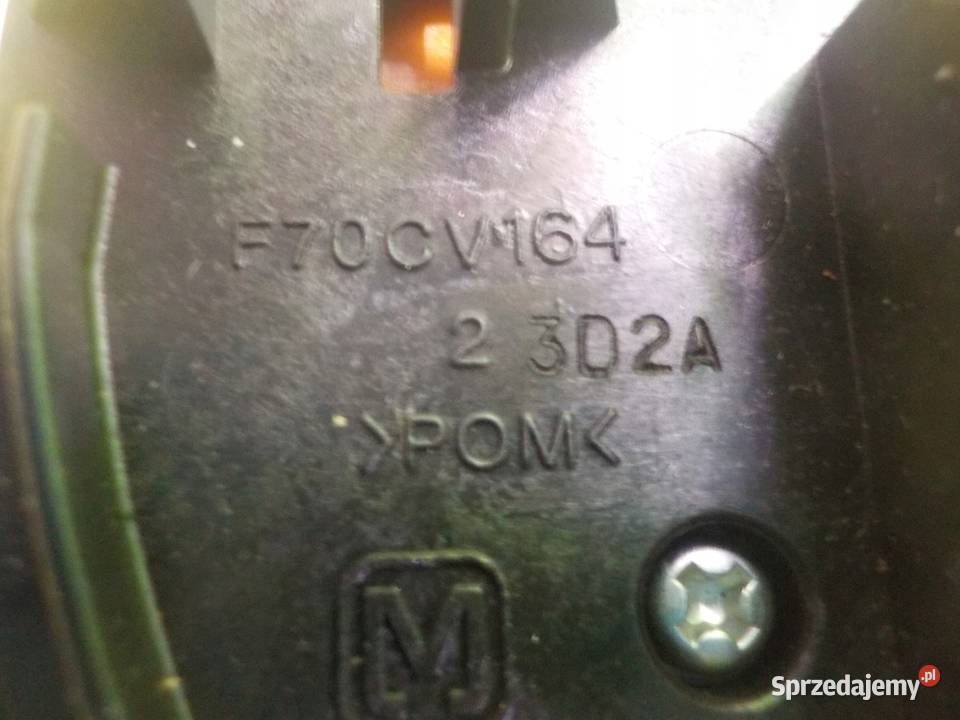 F70CV164
2 3D2A
>POM<
M
Sprzedajemy.pl